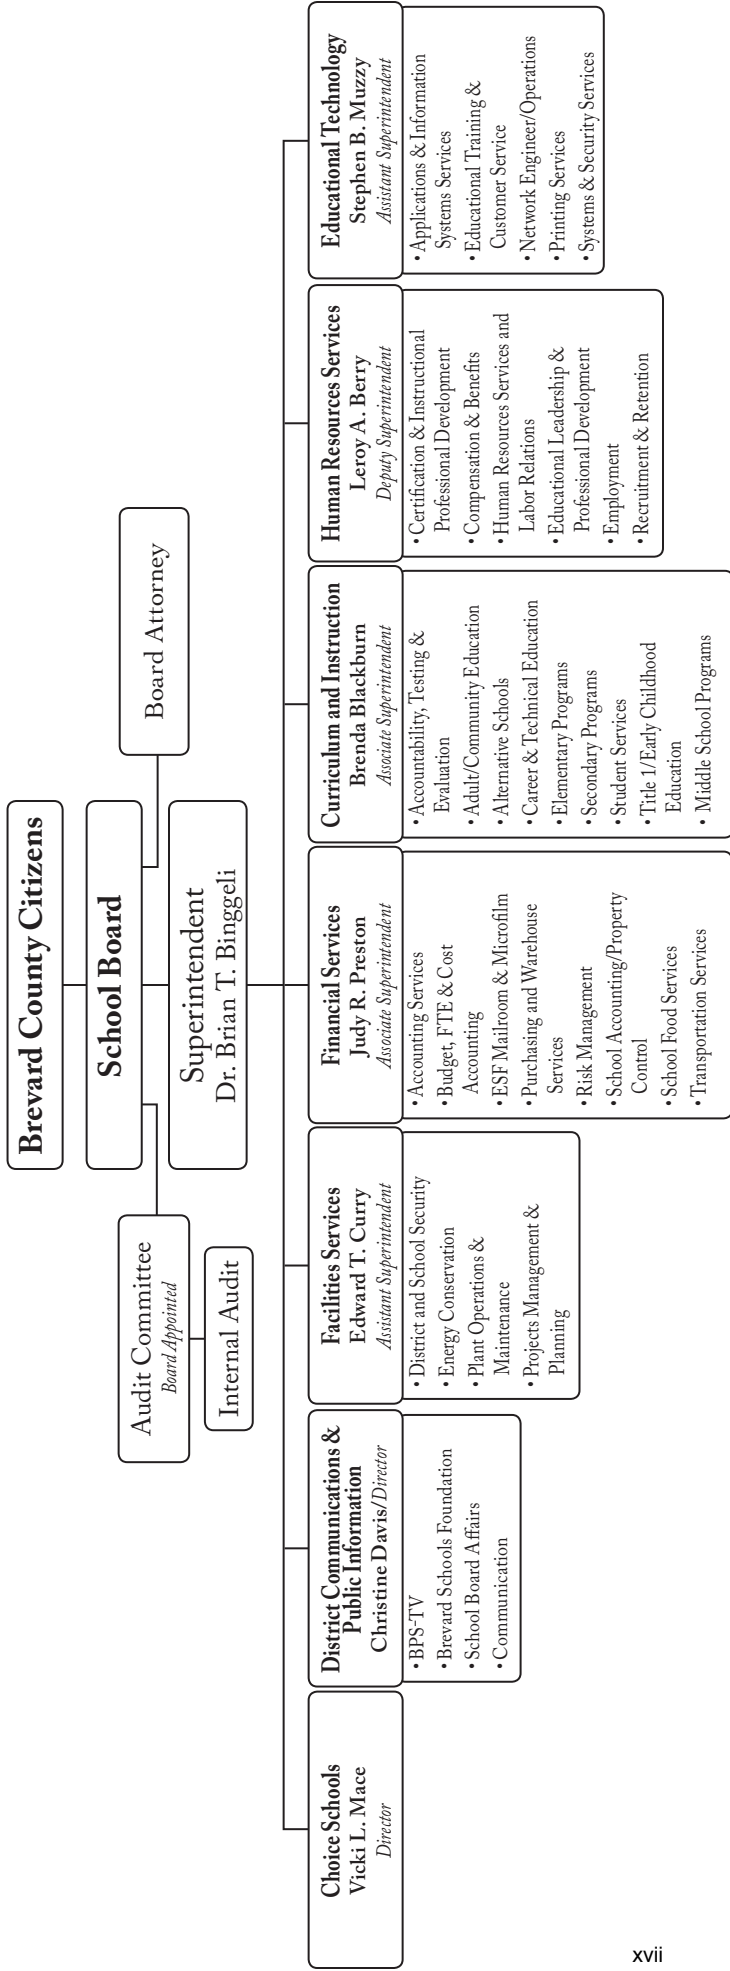 Brevard County Citizens
School Board
Board Attorney
Audit Committee
Board Appointed
Internal Audit
Superintendent
Dr. Brian T. Binggeli
Choice Schools
Vicki L. Mace
Director
District Communications &
Public Information
Christine Davis/Director
• BPS-TV
• Brevard Schools Foundation
• School Board Affairs
• Communication
Facilities Services
Edward T. Curry
Assistant Superintendent
• District and School Security
• Energy Conservation
• Plant Operations &
Maintenance
• Projects Management &
Planning
Financial Services
Judy R. Preston
Associate Superintendent
• Accounting Services
• Budget, FTE & Cost
Accounting
• ESF Mailroom & Microfilm
• Purchasing and Warehouse
Services
• Risk Management
• School Accounting/Property
Control
• School Food Services
• Transportation Services
Curriculum and Instruction
Brenda Blackburn
Associate Superintendent
• Accountability, Testing &
Evaluation
• Adult/Community Education
• Alternative Schools
• Career & Technical Education
• Elementary Programs
• Secondary Programs
• Student Services
• Title 1/Early Childhood
Education
• Middle School Programs
Human Resources Services
Leroy A. Berry
Deputy Superintendent
• Certification & Instructional
Professional Development
• Compensation & Benefits
• Human Resources Services and
Labor Relations
• Educational Leadership &
Professional Development
• Employment
• Recruitment & Retention
Educational Technology
Stephen B. Muzzy
Assistant Superintendent
• Applications & Information
Systems Services
• Educational Training &
Customer Service
• Network Engineer/Operations
• Printing Services
• Systems & Security Services
xvii